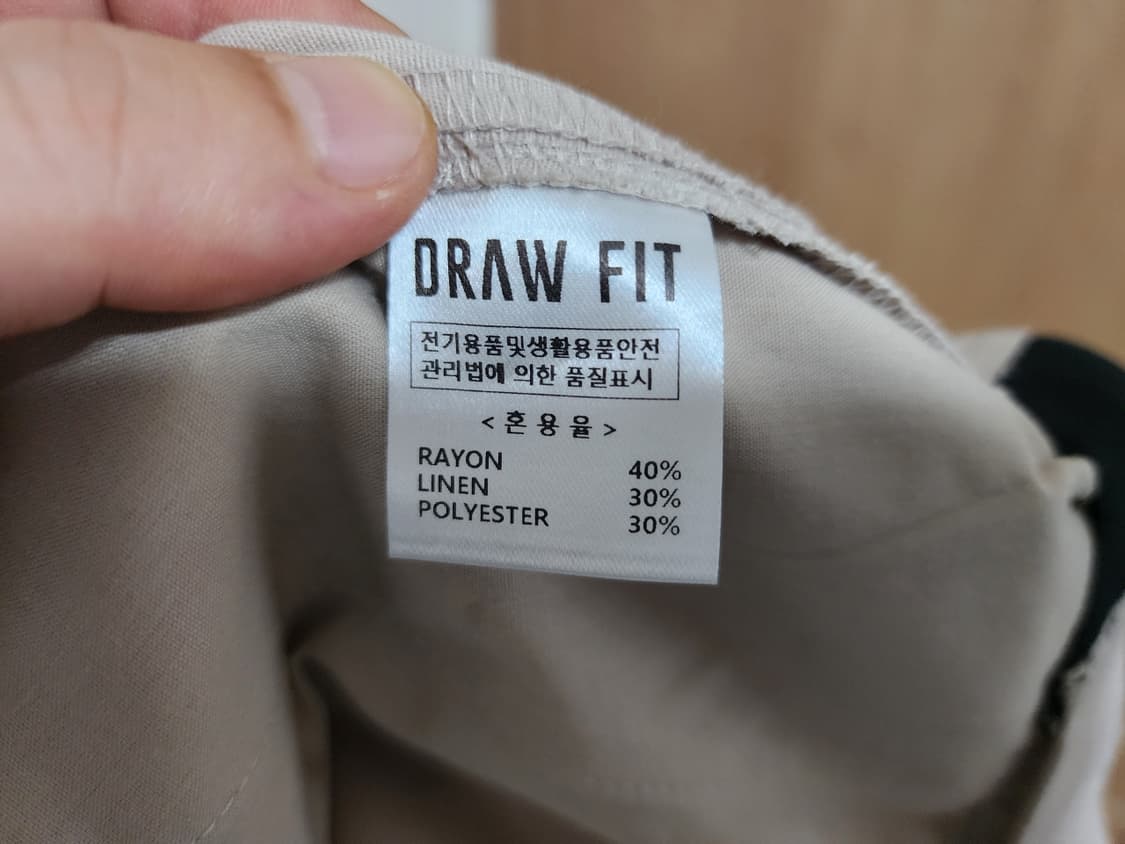 DRAW FIT
전기용품및생활용품안전
관리법에 의한 품질표시
< 혼 용 율 >
RAYON 40%
LINEN 30%
POLYESTER 30%